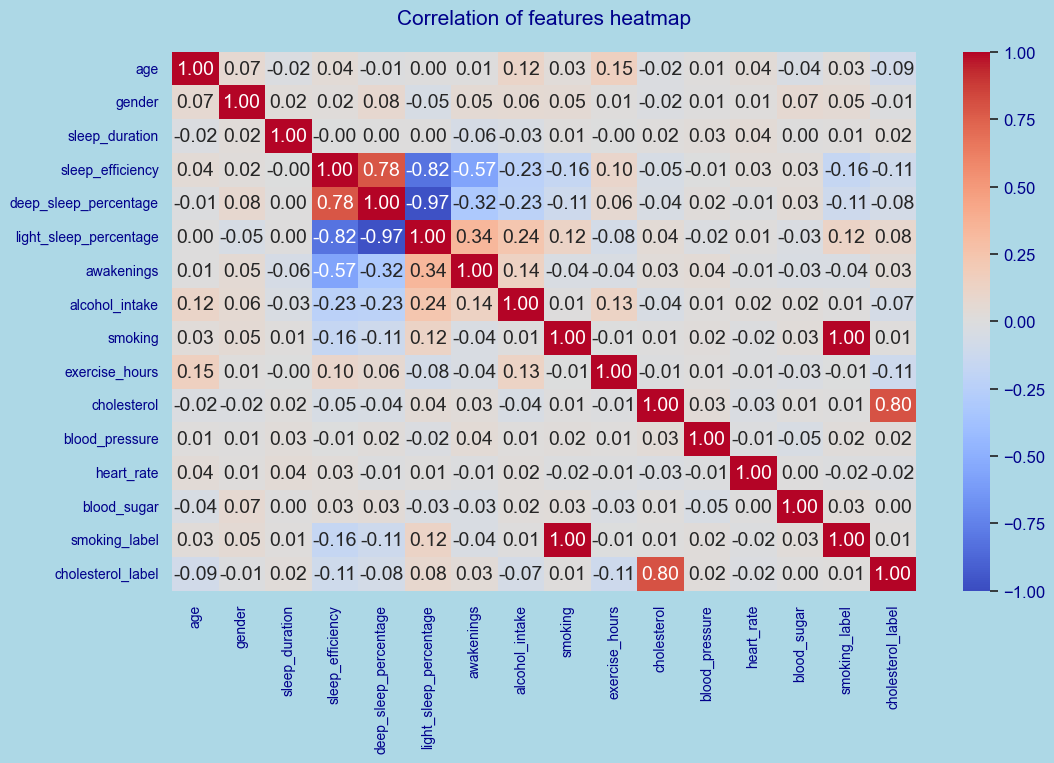 Correlation of features heatmap
age 1.00 0.07 -0.02 0.04 -0.01 0.00 0.01 0.12 0.03 0.15 -0.02 0.01 0.04 -0.04 0.03 -0.09
gender 0.07 1.00 0.02 0.02 0.08 -0.05 0.05 0.06 0.05 0.01 -0.02 0.01 0.01 0.07 0.05 -0.01
sleep_duration -0.02 0.02 1.00 -0.00 0.00 0.00 -0.06 -0.03 0.01 -0.00 0.02 0.03 0.04 0.00 0.01 0.02
sleep_efficiency 0.04 0.02 -0.00 1.00 0.78 -0.82 -0.57 -0.23 -0.16 0.10 -0.05 -0.01 0.03 0.03 -0.16 -0.11
deep_sleep_percentage -0.01 0.08 0.00 0.78 1.00 -0.97 -0.32 -0.23 -0.11 0.06 -0.04 0.02 -0.01 0.03 -0.11 -0.08
light_sleep_percentage 0.00 -0.05 0.00 -0.82 -0.97 1.00 0.34 0.24 0.12 -0.08 0.04 -0.02 0.01 -0.03 0.12 0.08
awakenings 0.01 0.05 -0.06 -0.57 -0.32 0.34 1.00 0.14 -0.04 -0.04 0.03 0.04 -0.01 -0.03 -0.04 0.03
alcohol_intake 0.12 0.06 -0.03 -0.23 -0.23 0.24 0.14 1.00 0.01 0.13 -0.04 0.01 0.02 0.02 0.01 -0.07
smoking 0.03 0.05 0.01 -0.16 -0.11 0.12 -0.04 0.01 1.00 -0.01 0.01 0.02 -0.02 0.03 1.00 0.01
exercise_hours 0.15 0.01 -0.00 0.10 0.06 -0.08 -0.04 0.13 -0.01 1.00 -0.01 0.01 -0.01 -0.03 -0.01 -0.11
cholesterol -0.02 -0.02 0.02 -0.05 -0.04 0.04 0.03 -0.04 0.01 -0.01 1.00 0.03 -0.03 0.01 0.01 0.80
blood_pressure 0.01 0.01 0.03 -0.01 0.02 -0.02 0.04 0.01 0.02 0.01 0.03 1.00 -0.01 -0.05 0.02 0.02
heart_rate 0.04 0.01 0.04 0.03 -0.01 0.01 -0.01 0.02 -0.02 -0.01 -0.03 -0.01 1.00 0.00 -0.02 -0.02
blood_sugar -0.04 0.07 0.00 0.03 0.03 -0.03 -0.03 0.02 0.03 -0.03 0.01 -0.05 0.00 1.00 0.03 0.00
smoking_label 0.03 0.05 0.01 -0.16 -0.11 0.12 -0.04 0.01 1.00 -0.01 0.01 0.02 -0.02 0.03 1.00 0.01
cholesterol_label -0.09 -0.01 0.02 -0.11 -0.08 0.08 0.03 -0.07 0.01 -0.11 0.80 0.02 -0.02 0.00 0.01 1.00
age
gender
sleep_duration
sleep_efficiency
deep_sleep_percentage
light_sleep_percentage
awakenings
alcohol_intake
smoking
exercise_hours
cholesterol
blood_pressure
heart_rate
blood_sugar
smoking_label
cholesterol_label
1.00
0.75
0.50
0.25
0.00
−0.25
−0.50
−0.75
−1.00